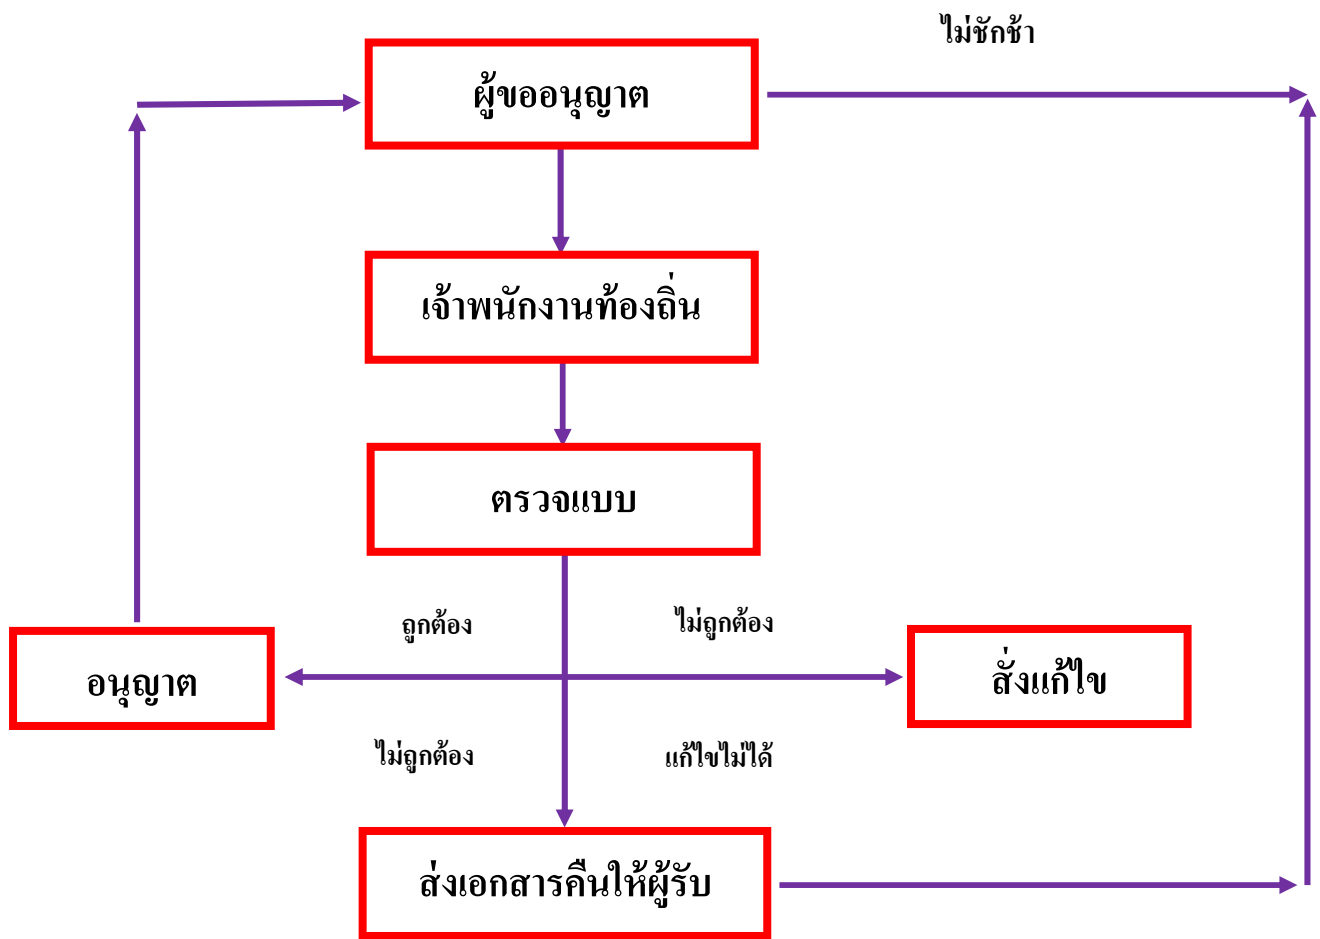 ไม่ชักช้า
ผู้ขออนุญาต
เจ้าพนักงานท้องถิ่น
ตรวจแบบ
ถูกต้อง
ไม่ถูกต้อง
อนุญาต
สั่งแก้ไข
ไม่ถูกต้อง
แก้ไขไม่ได้
ส่งเอกสารคืนให้ผู้รับ